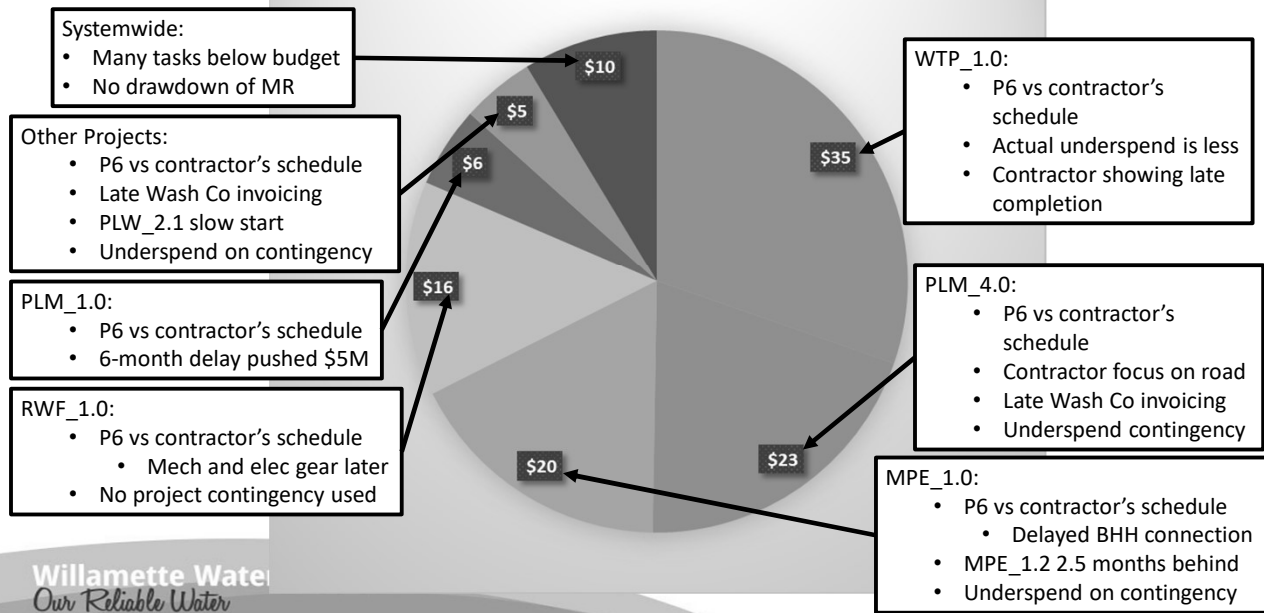 Systemwide:
• Many tasks below budget
• No drawdown of MR
Other Projects:
• P6 vs contractor’s schedule
• Late Wash Co invoicing
• PLW_2.1 slow start
• Underspend on contingency
PLM_1.0:
• P6 vs contractor’s schedule
• 6-month delay pushed $5M
RWF_1.0:
• P6 vs contractor’s schedule
• Mech and elec gear later
• No project contingency used
$10
$5
$6
$16
$20
$35
$23
WTP_1.0:
• P6 vs contractor’s
schedule
• Actual underspend is less
• Contractor showing late
completion
PLM_4.0:
• P6 vs contractor’s
schedule
• Contractor focus on road
• Late Wash Co invoicing
• Underspend contingency
MPE_1.0:
• P6 vs contractor’s schedule
• Delayed BHH connection
• MPE_1.2 2.5 months behind
• Underspend on contingency
Willamette Water
Our Reliable Water